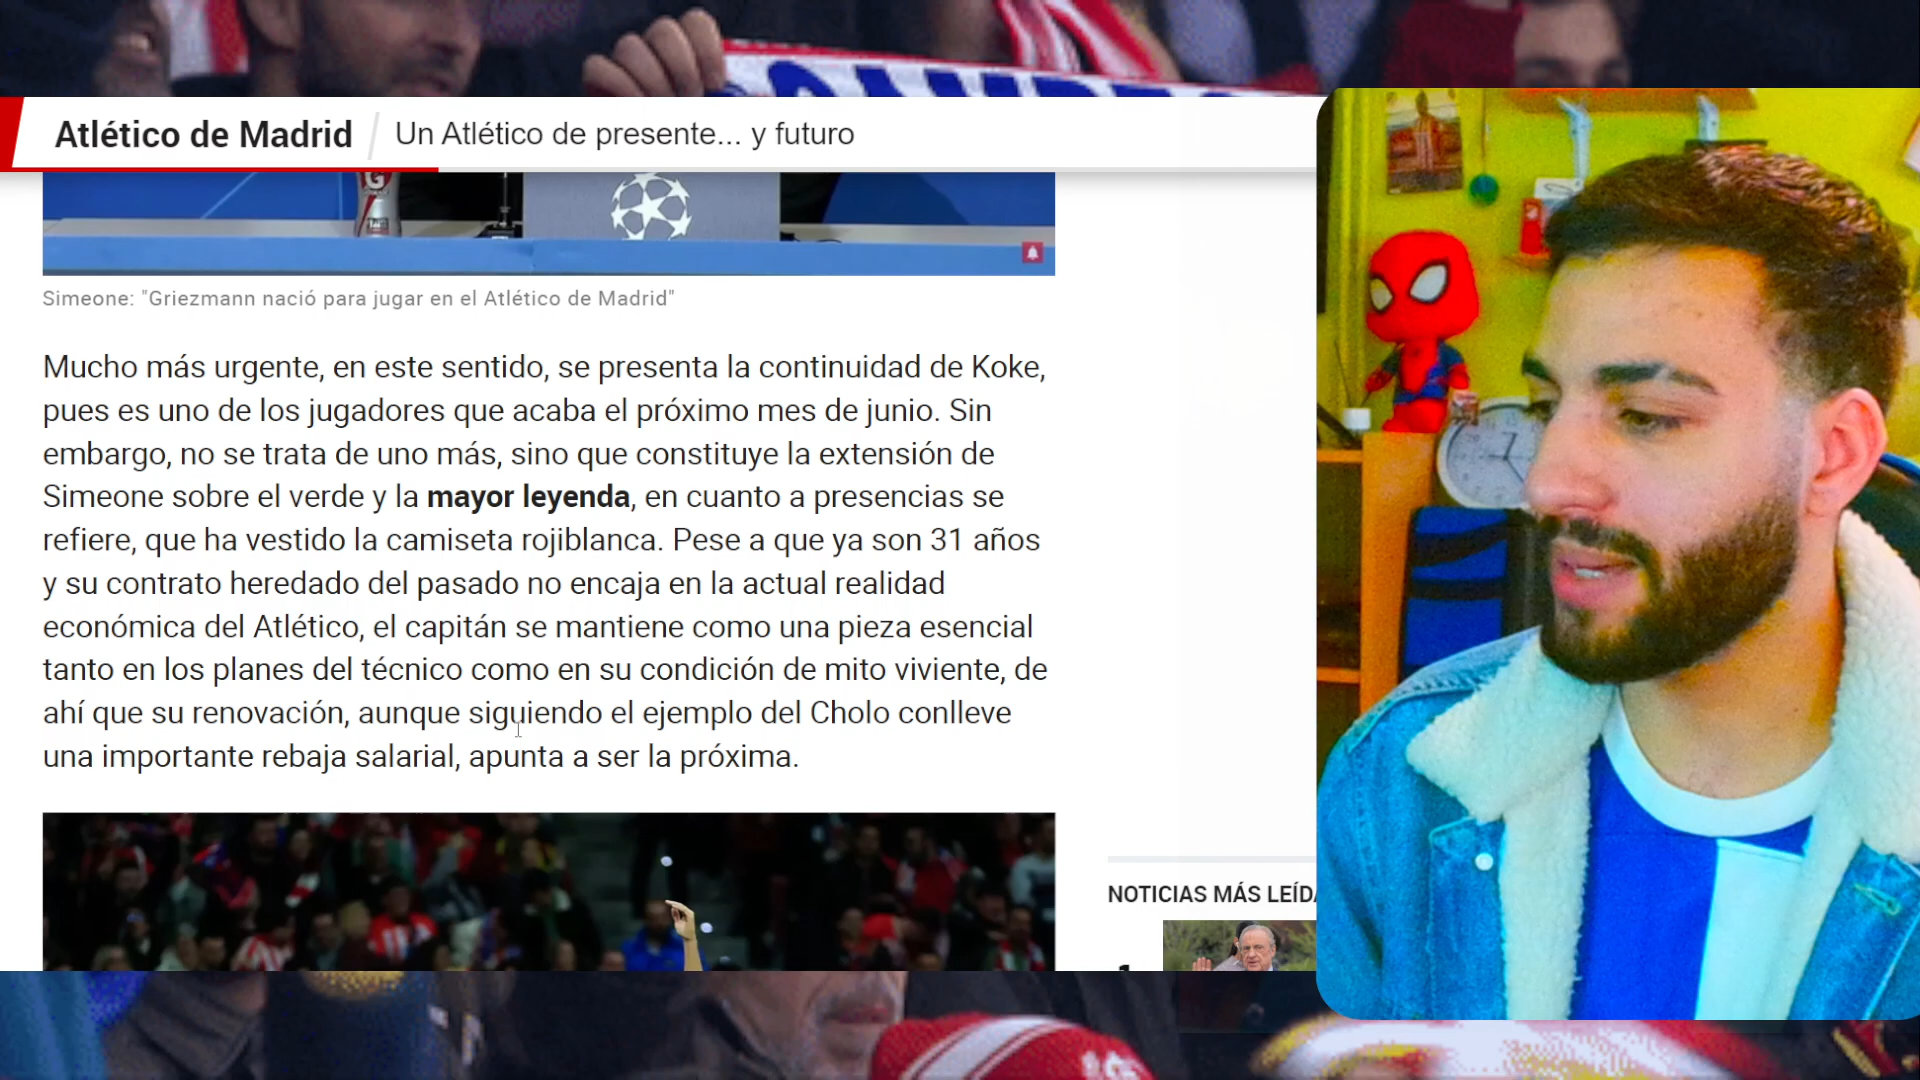 Atlético de Madrid
Un Atlético de presente... y futuro
G
Simeone: "Griezmann nació para jugar en el Atlético de Madrid"
Mucho más urgente, en este sentido, se presenta la continuidad de Koke,
pues es uno de los jugadores que acaba el próximo mes de junio. Sin
embargo, no se trata de uno más, sino que constituye la extensión de
Simeone sobre el verde y la mayor leyenda, en cuanto a presencias se
refiere, que ha vestido la camiseta rojiblanca. Pese a que ya son 31 años
y su contrato heredado del pasado no encaja en la actual realidad
económica del Atlético, el capitán se mantiene como una pieza esencial
tanto en los planes del técnico como en su condición de mito viviente, de
ahí que su renovación, aunque siguiendo el ejemplo del Cholo conlleve
una importante rebaja salarial, apunta a ser la próxima.
NOTICIAS MÁS LEÍDA